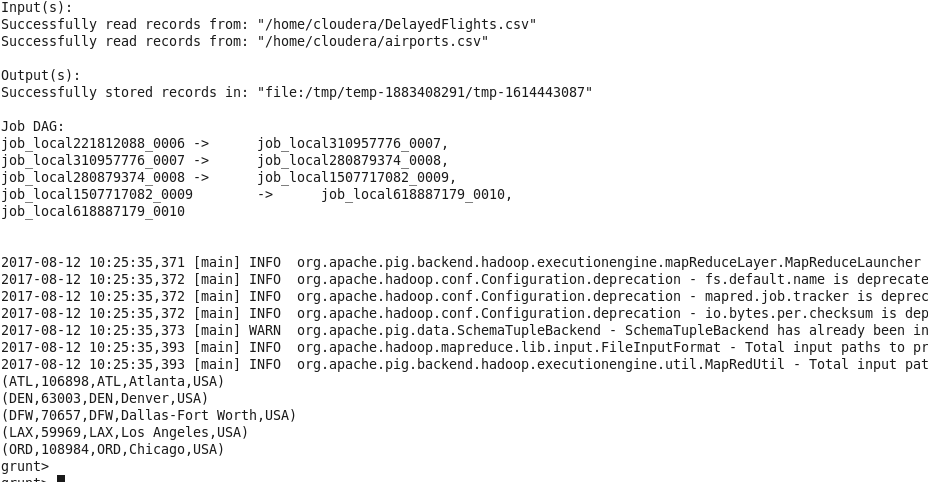 Input(s):
Successfully read records from: "/home/cloudera/DelayedFlights.csv"
Successfully read records from: "/home/cloudera/airports.csv"
Output(s):
Successfully stored records in: "file:/tmp/temp-1883408291/tmp-1614443087"
Job DAG:
job_local221812088_0006 -> job_local310957776_0007,
job_local310957776_0007 -> job_local280879374_0008,
job_local280879374_0008 -> job_local1507717082_0009,
job_local1507717082_0009 -> job_local618887179_0010,
job_local618887179_0010
2017-08-12 10:25:35,371 [main] INFO org.apache.pig.backend.hadoop.executionengine.mapReduceLayer.MapReduceLauncher
2017-08-12 10:25:35,372 [main] INFO org.apache.hadoop.conf.Configuration.deprecation - fs.default.name is deprecate
2017-08-12 10:25:35,372 [main] INFO org.apache.hadoop.conf.Configuration.deprecation - mapred.job.tracker is deprec
2017-08-12 10:25:35,372 [main] INFO org.apache.hadoop.conf.Configuration.deprecation - io.bytes.per.checksum is dep
2017-08-12 10:25:35,373 [main] WARN org.apache.pig.data.SchemaTupleBackend - SchemaTupleBackend has already been in
2017-08-12 10:25:35,393 [main] INFO org.apache.hadoop.mapreduce.lib.input.FileInputFormat - Total input paths to pr
2017-08-12 10:25:35,393 [main] INFO org.apache.pig.backend.hadoop.executionengine.util.MapRedUtil - Total input pat
(ATL,106898,ATL,Atlanta,USA)
(DEN,63003,DEN,Denver,USA)
(DFW,70657,DFW,Dallas-Fort Worth,USA)
(LAX,59969,LAX,Los Angeles,USA)
(ORD,108984,ORD,Chicago,USA)
grunt>
grunt>